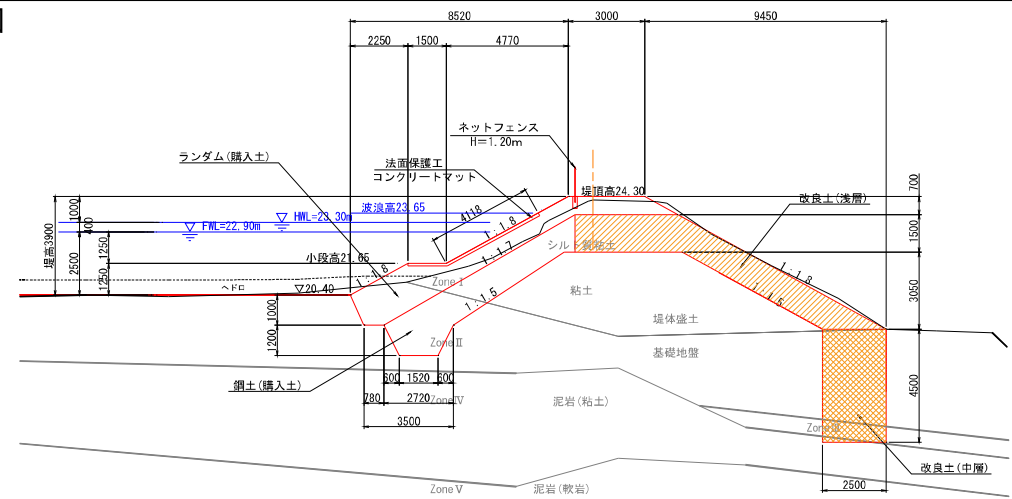 8520
3000
9450
2250
1500
4770
ネットフェンス
H=1.20m
ランダム(購入土)
法面保護工
コンクリートマット
波浪高23.65
堤頂高24.30
改良土(浅層)
700
1500
3050
4500
堤高3900
1000
400
2500
1250
1250
HWL=23.30m
FWL=22.90m
4118
1:1.8
1:1.7
シルト質粘土
小段高21.65
1:1.8
Zone I
ヘドロ
▽20.40
粘土
1:1.5
1:1.8
1:1.5
堤体盛土
基礎地盤
1000
1200
Zone II
鋼土(購入土)
600
1520
600
780
2720
Zone IV
3500
泥岩(粘土)
Zone III
改良土(中層)
2500
Zone V
泥岩(軟岩)